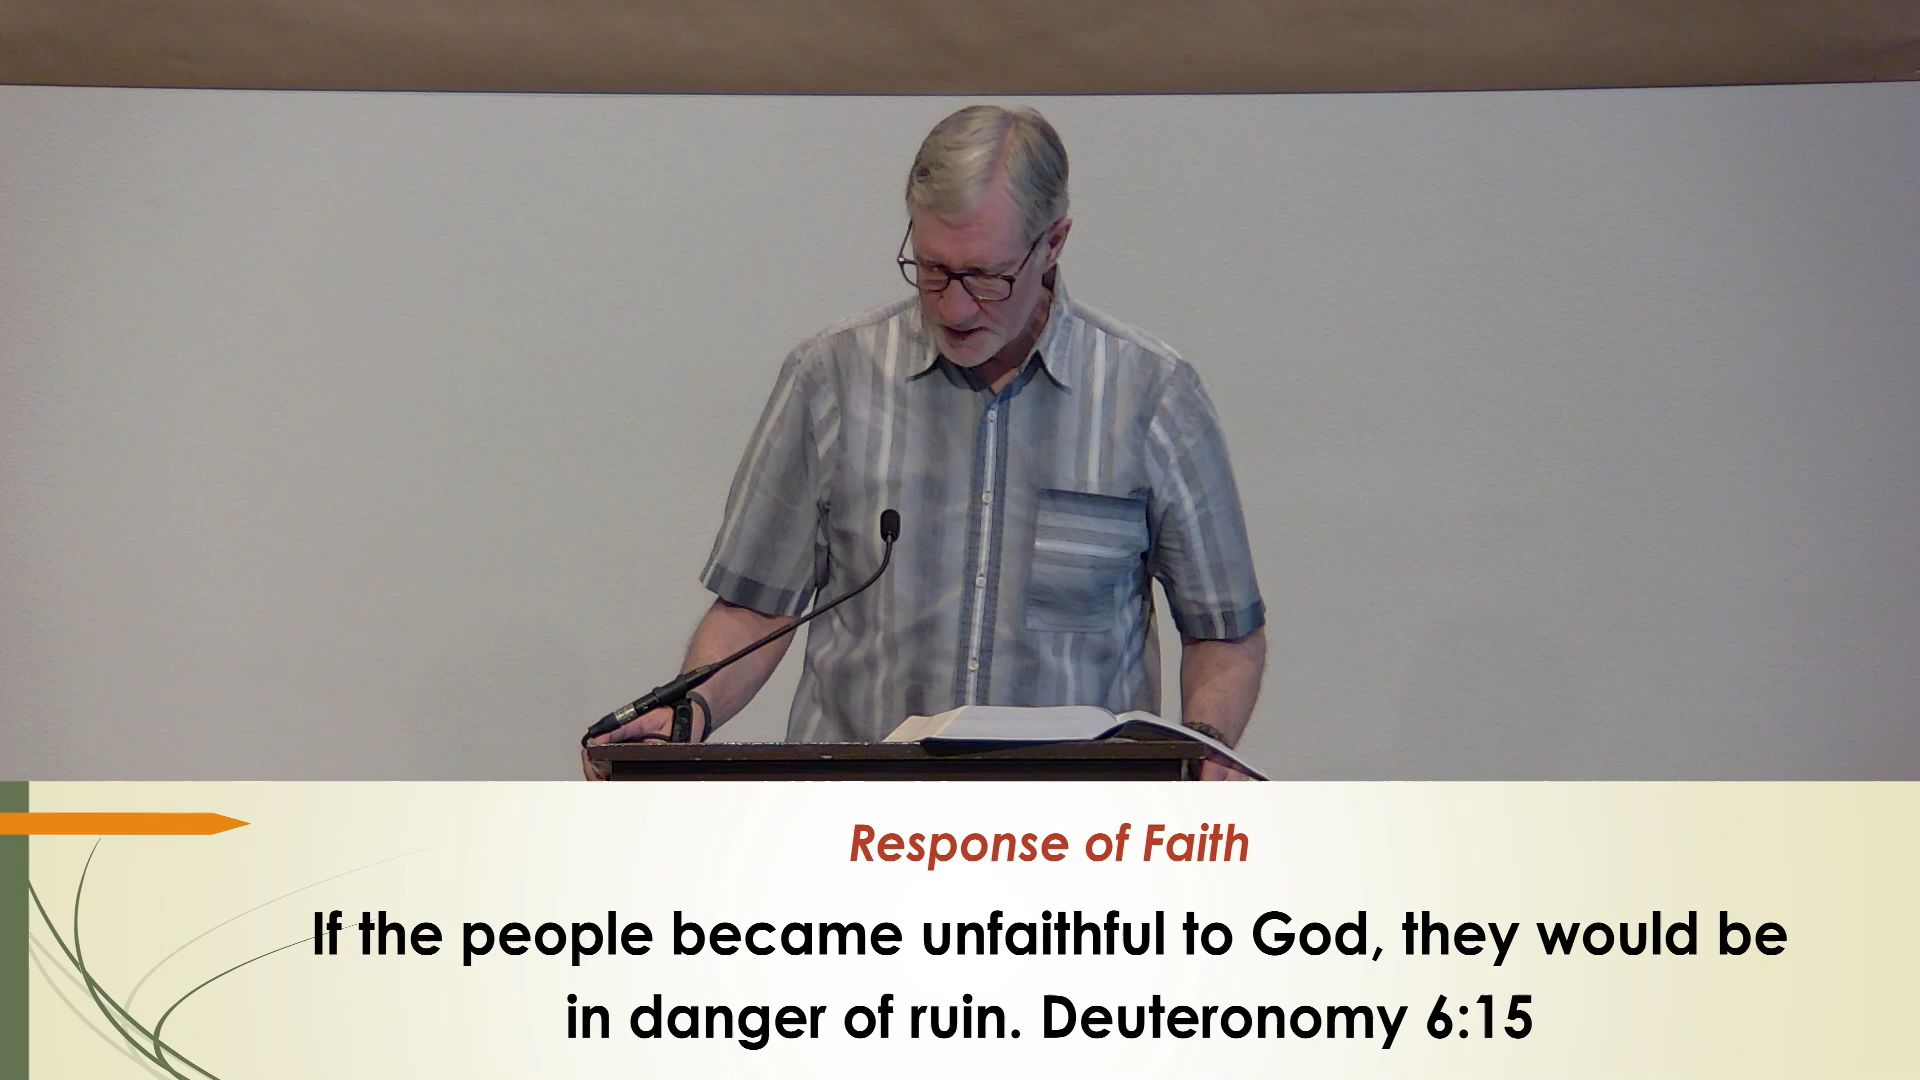 Response of Faith
If the people became unfaithful to God, they would be
in danger of ruin. Deuteronomy 6:15